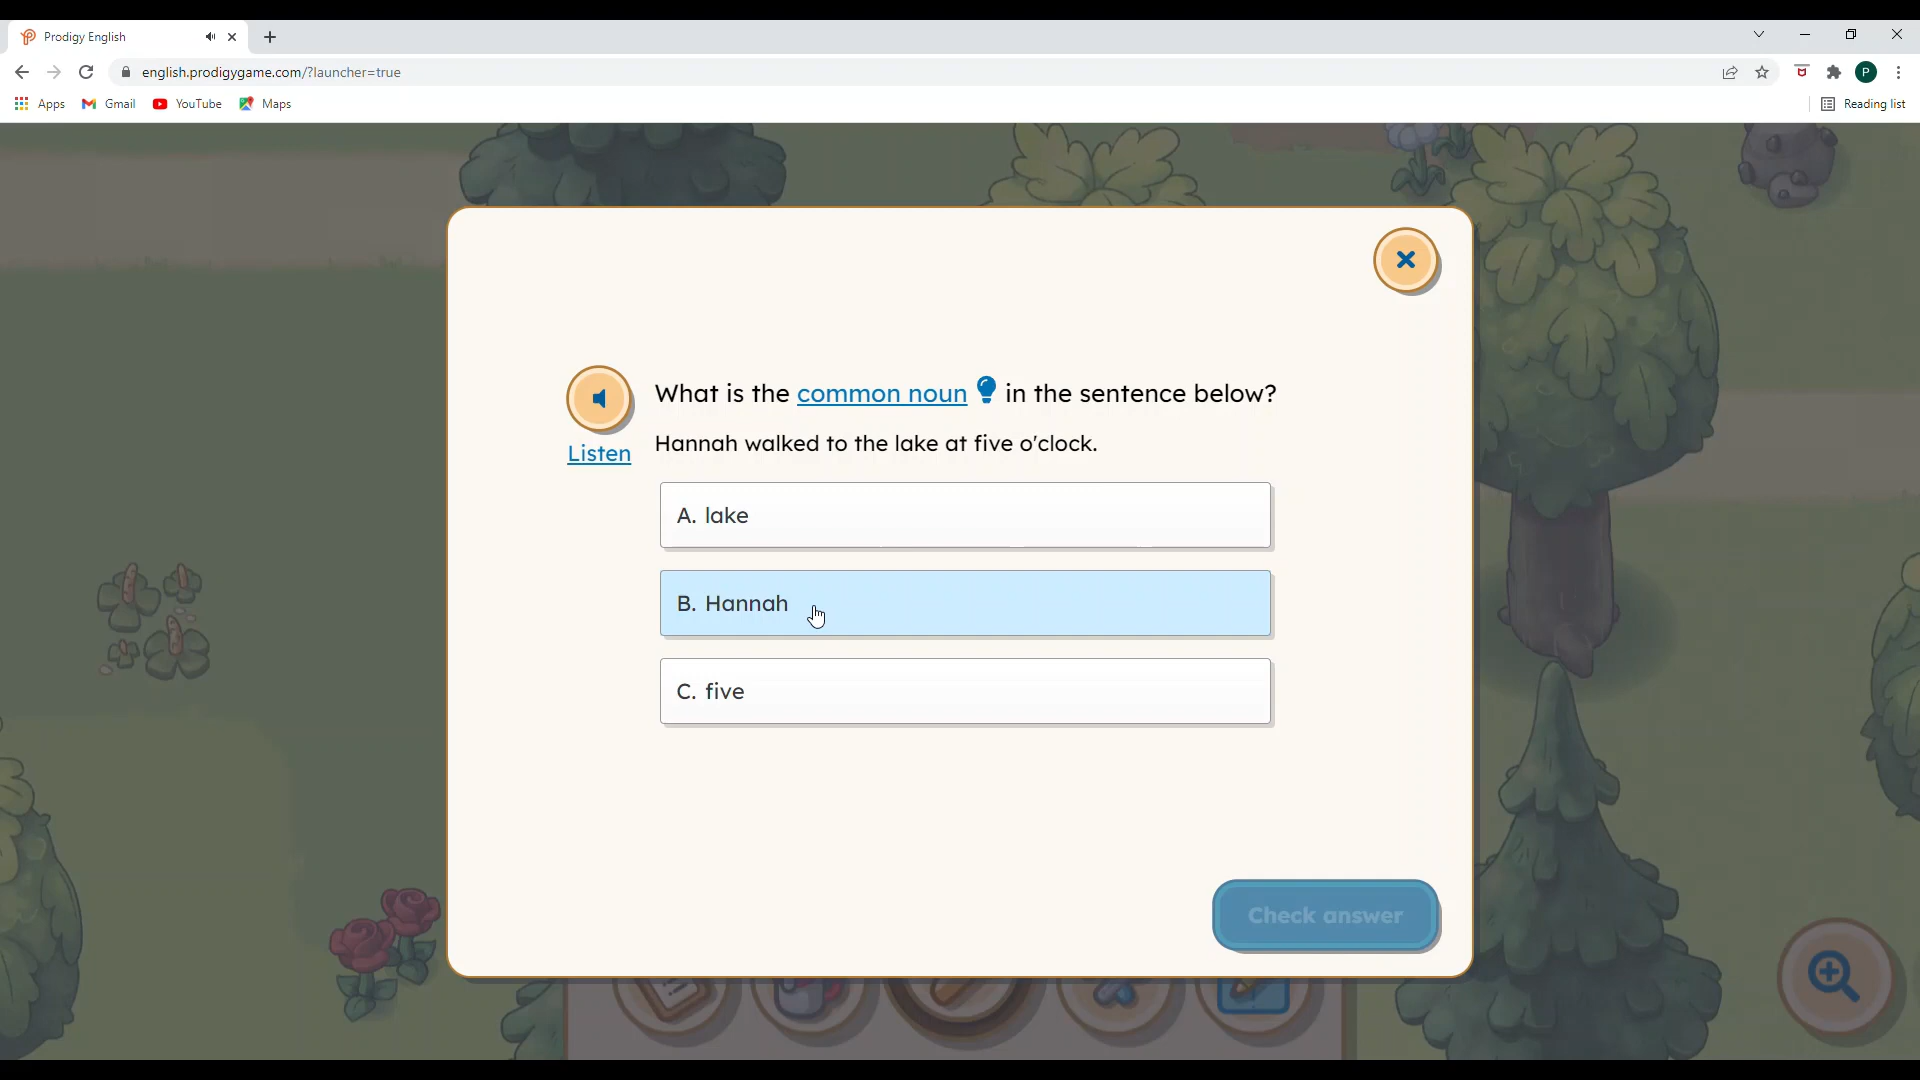 Prodigy English
english.prodigygame.com/?launcher=true
P
Apps
Gmail
YouTube
Maps
Reading list
What is the common noun in the sentence below?
Listen
Hannah walked to the lake at five o'clock.
A. lake
B. Hannah
C. five
Check answer